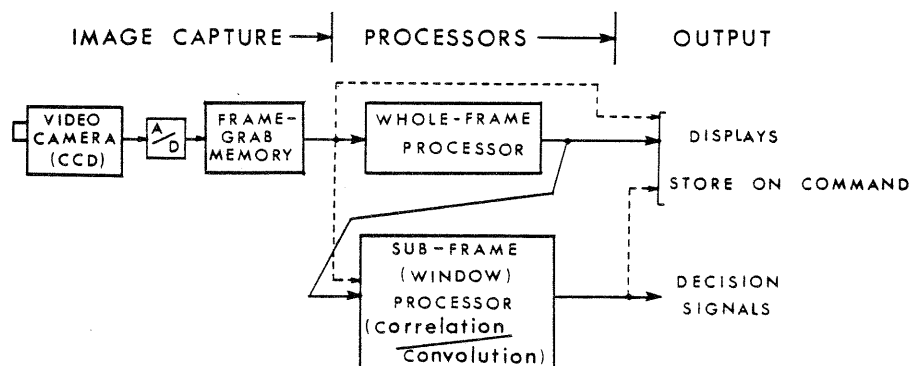 IMAGE CAPTURE
PROCESSORS
OUTPUT
VIDEO
CAMERA
(CCD)
A/D
FRAME-
GRAB
MEMORY
WHOLE-FRAME
PROCESSOR
DISPLAYS
STORE ON COMMAND
SUB-FRAME
(WINDOW)
PROCESSOR
(correlation
convolution)
DECISION
SIGNALS